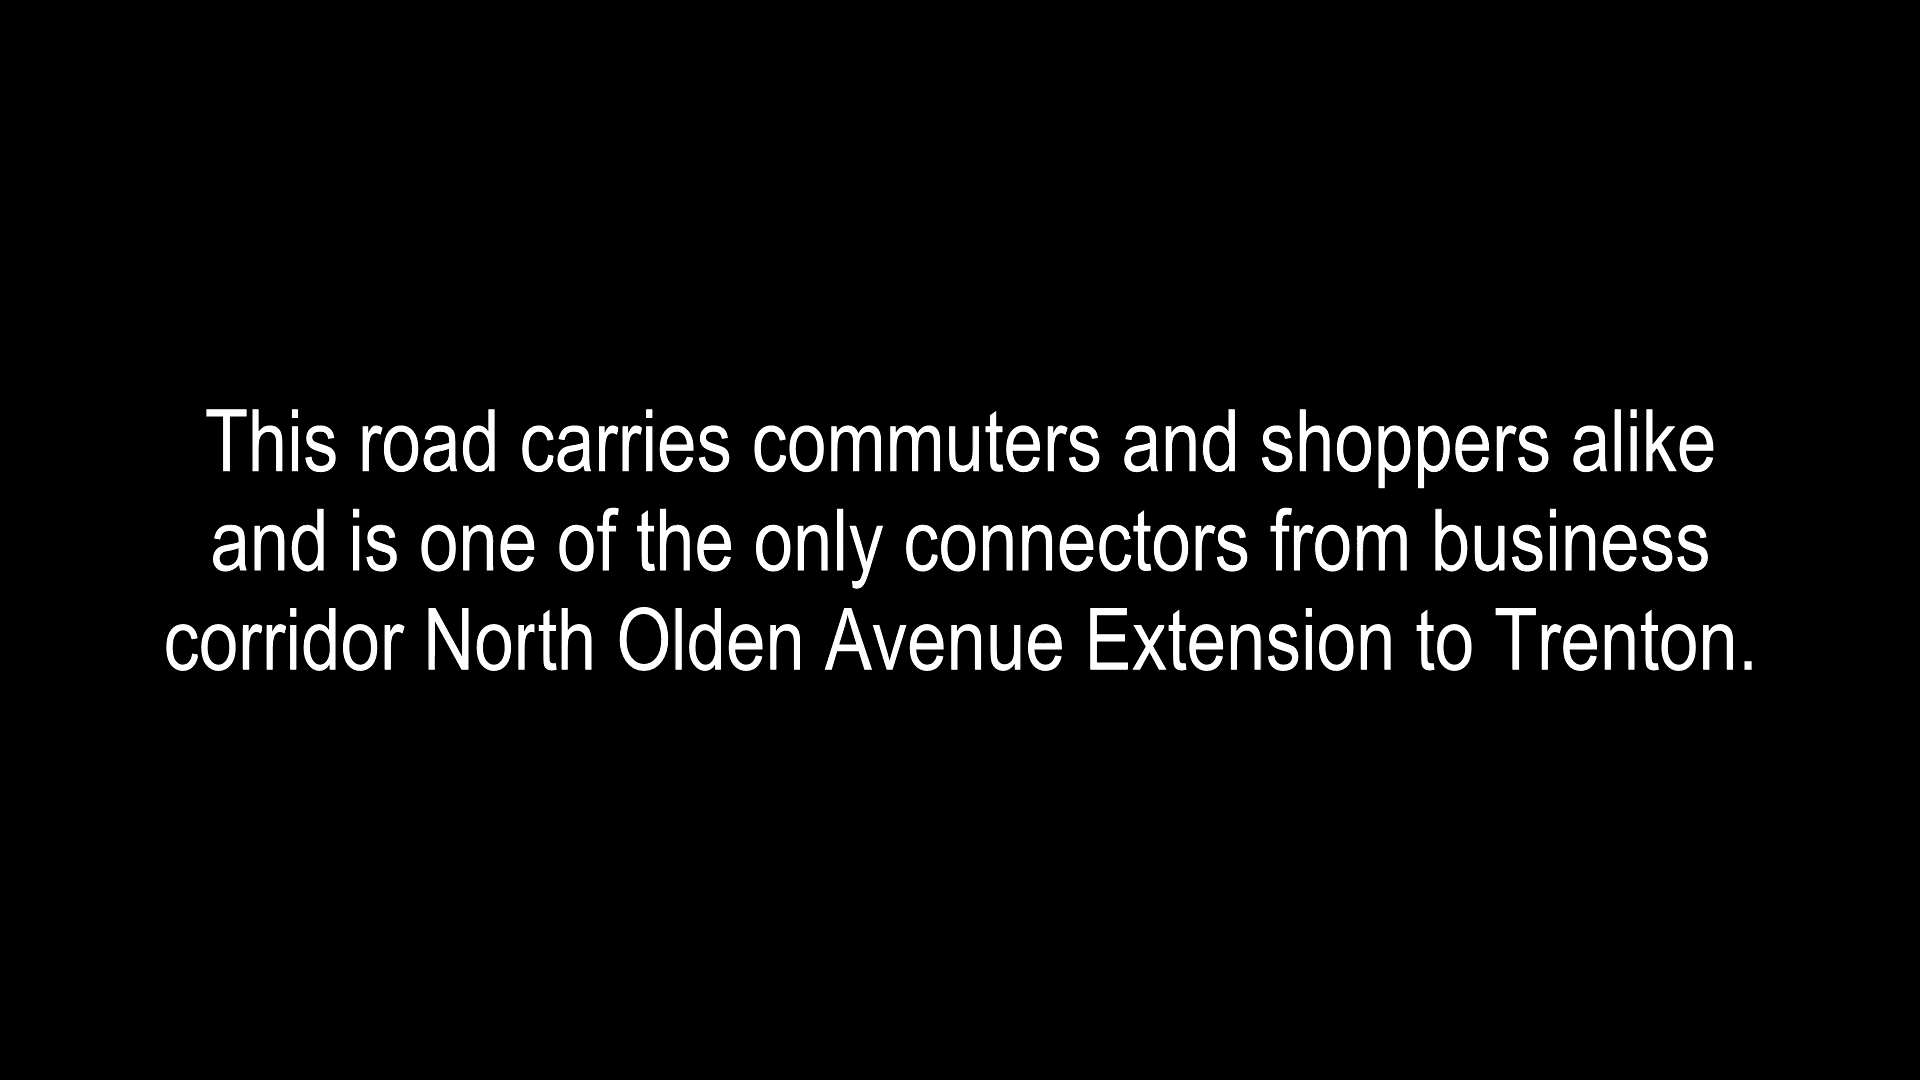 This road carries commuters and shoppers alike
and is one of the only connectors from business
corridor North Olden Avenue Extension to Trenton.